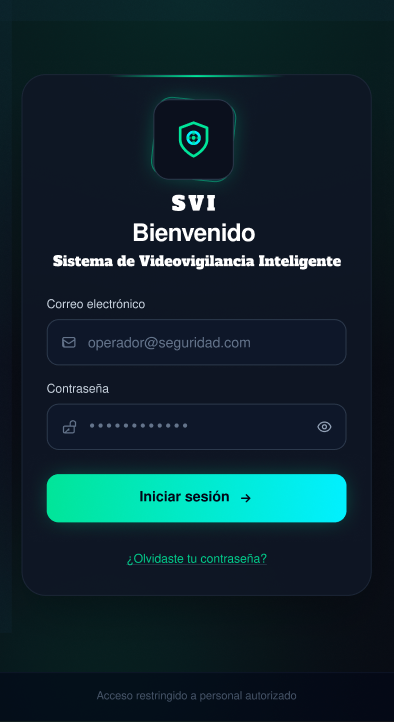 SVI
Bienvenido
Sistema de Videovigilancia Inteligente
Correo electrónico
operador@seguridad.com
Contraseña
••••••••••••
Iniciar sesión →
¿Olvidaste tu contraseña?
Acceso restringido a personal autorizado